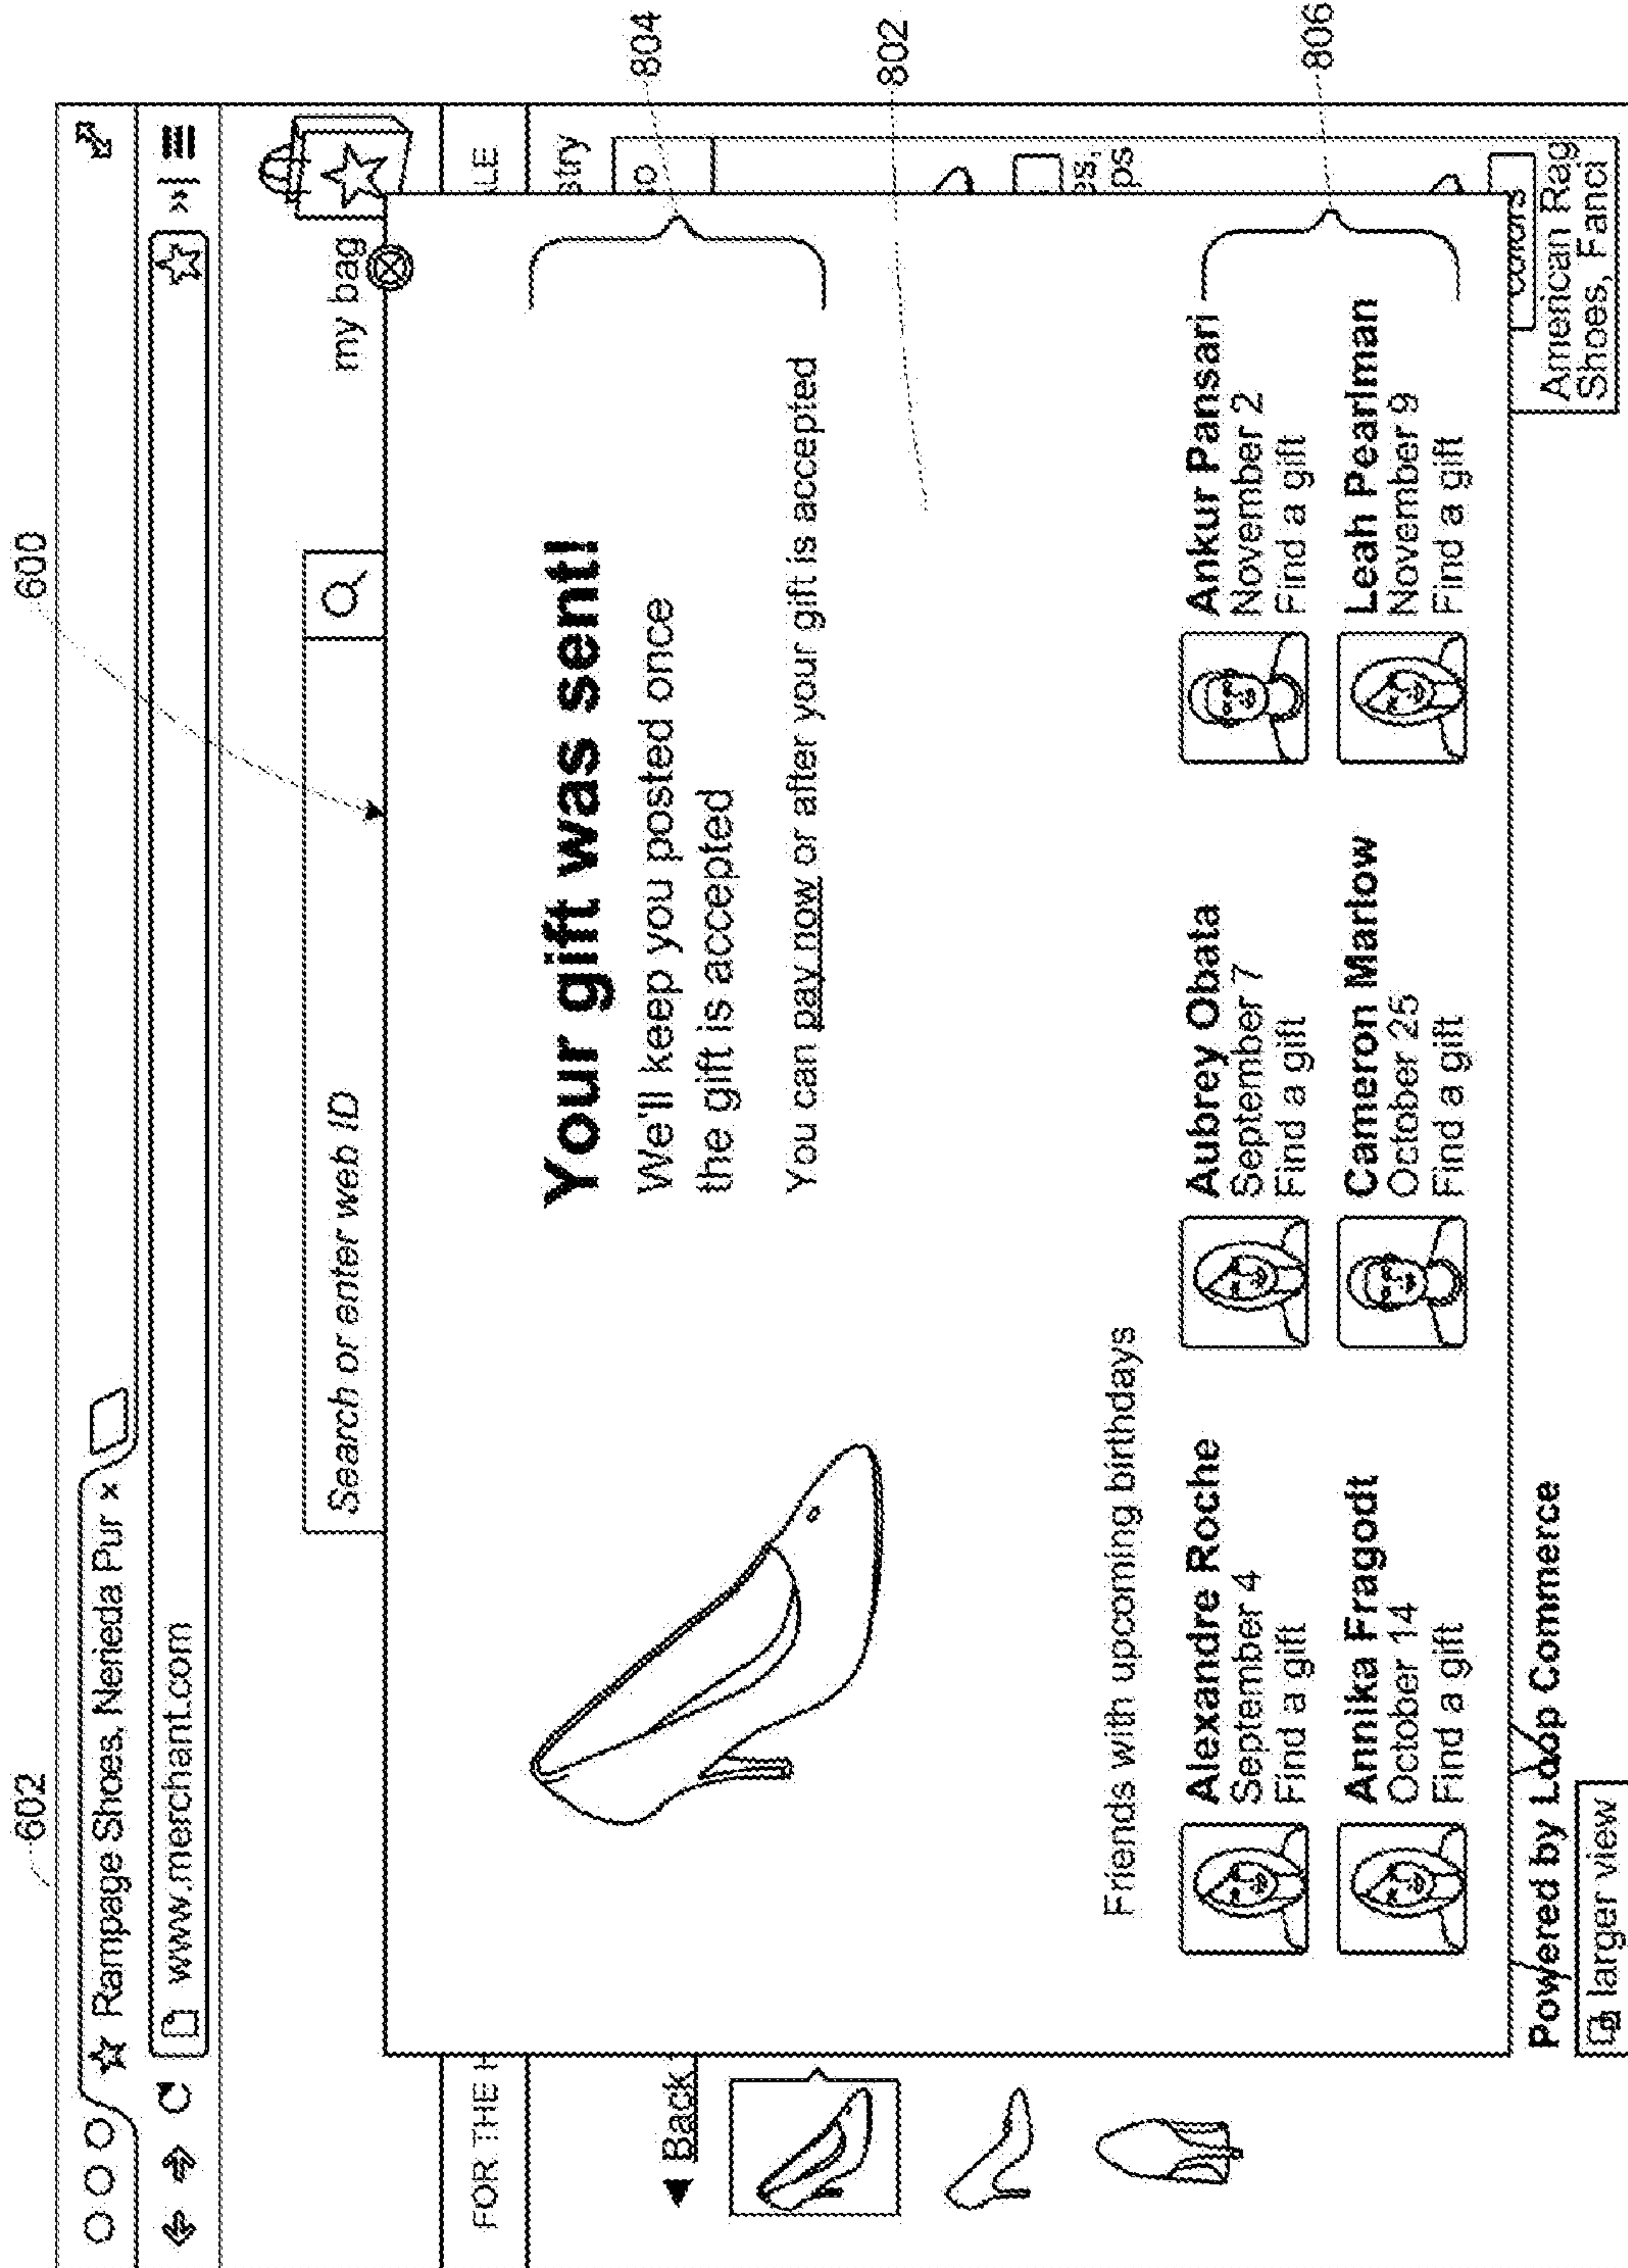 600
602
Rampage Shoes, Nerieda Pur ×
www.merchant.com
Search or enter web ID
my bag
FOR THE H
LE
Back
stry
804
Your gift was sent!
We'll keep you posted once
the gift is accepted
You can pay now or after your gift is accepted
802
Friends with upcoming birthdays
806
Alexandre Roche
September 4
Find a gift
Aubrey Obata
September 7
Find a gift
Ankur Pansari
November 2
Find a gift
Annika Fragodt
October 14
Find a gift
Cameron Marlow
October 25
Find a gift
Leah Pearlman
November 9
Find a gift
es,
ps
Powered by Loop Commerce
larger view
American Rag
Shoes, Fanci